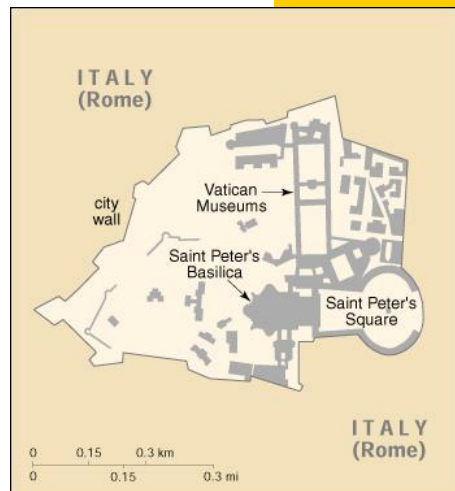 ITALY
(Rome)
city
wall
Vatican
Museums
Saint Peter's
Basilica
Saint Peter's
Square
ITALY
(Rome)
0 0.15 0.3 km
0 0.15 0.3 mi